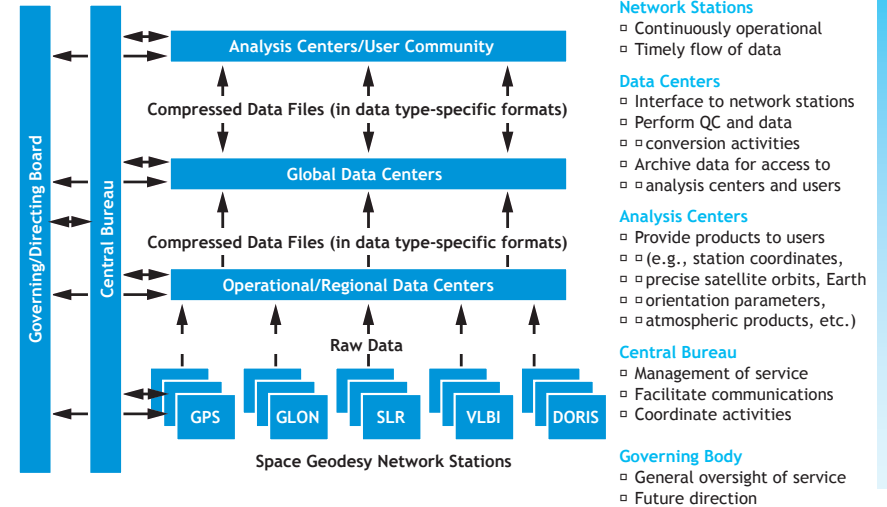 Governing/Directing Board
Central Bureau
Analysis Centers/User Community
Compressed Data Files (in data type-specific formats)
Global Data Centers
Compressed Data Files (in data type-specific formats)
Operational/Regional Data Centers
Raw Data
GPS
GLON
SLR
VLBI
DORIS
Space Geodesy Network Stations
Network Stations
▫ Continuously operational
▫ Timely flow of data
Data Centers
▫ Interface to network stations
▫ Perform QC and data
▫ ▫ conversion activities
▫ Archive data for access to
▫ ▫ analysis centers and users
Analysis Centers
▫ Provide products to users
▫ ▫ (e.g., station coordinates,
▫ ▫ precise satellite orbits, Earth
▫ ▫ orientation parameters,
▫ ▫ atmospheric products, etc.)
Central Bureau
▫ Management of service
▫ Facilitate communications
▫ Coordinate activities
Governing Body
▫ General oversight of service
▫ Future direction